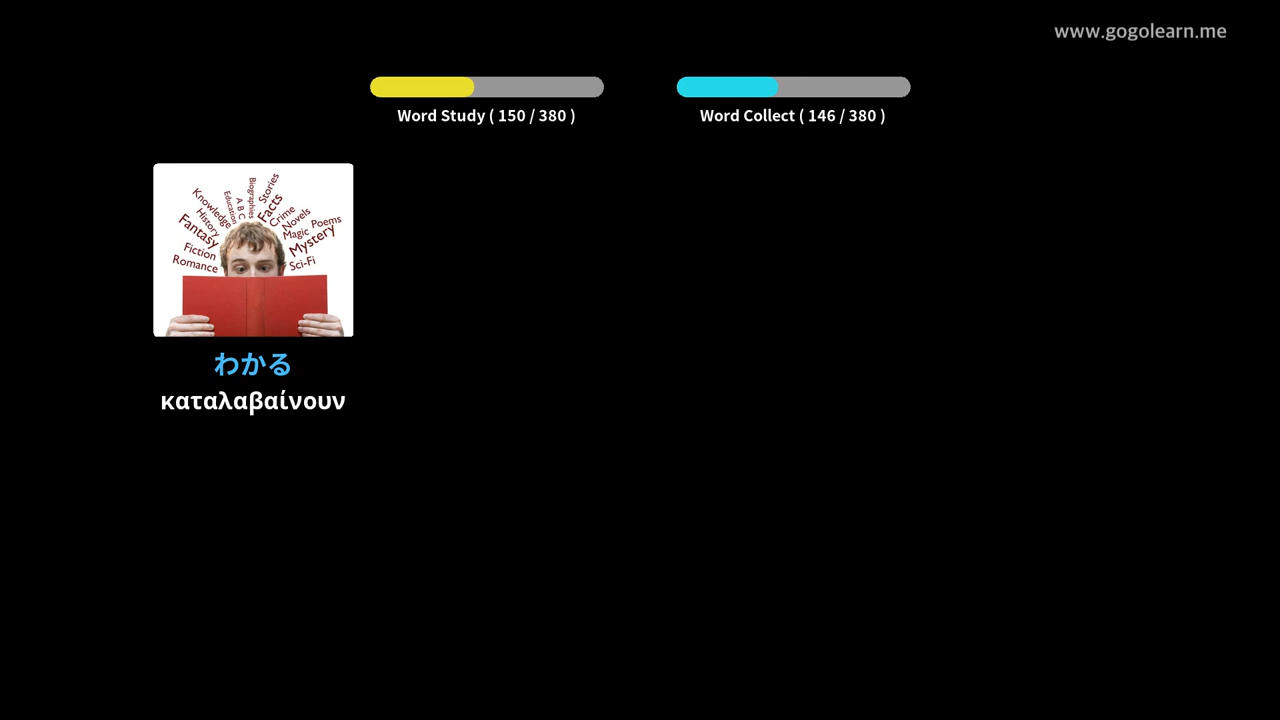 www.gogolearn.me
Word Study ( 150 / 380 )
Word Collect ( 146 / 380 )
Stories
Biographies
Facts
A B C
Education
Crime
Knowledge
Novels
History
Poems
Magic
Fantasy
Mystery
Fiction
Sci-Fi
Romance
わかる
καταλαβαίνουν